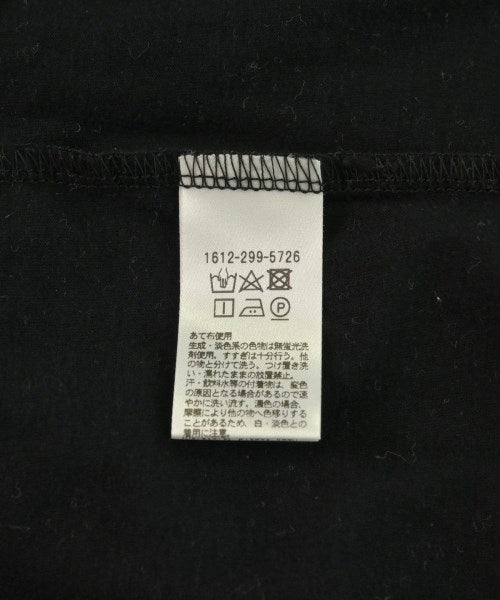 1612-299-5726
P
あて布使用
生成・淡色系の色物は無蛍光洗
剤使用。すすぎは十分行う。他
の物と分けて洗う。つけ置き洗
い・濡れたままの放置禁止。
汗・飲料水等の付着物は、変色
の原因となる場合があるので速
やかに洗い流す。濃色の場合、
摩擦により他の物へ色移りする
ことがあるため、白・淡色との
着用に注意。